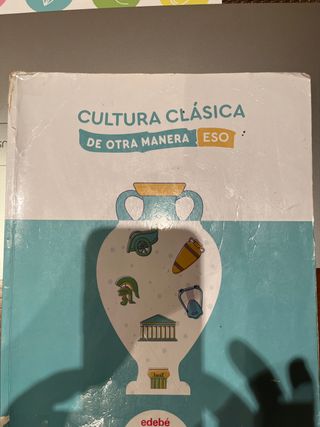 CULTURA CLÁSICA
DE OTRA MANERA ESO
edebé